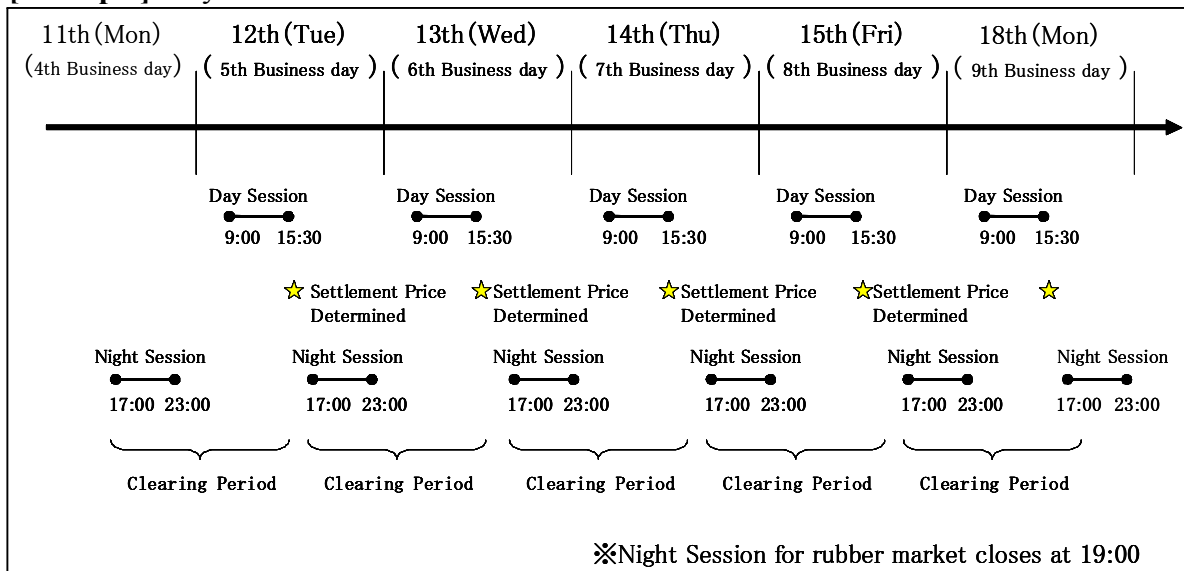 11th(Mon) 12th(Tue) 13th(Wed) 14th(Thu) 15th(Fri) 18th(Mon)
(4th Business day) ( 5th Business day ) ( 6th Business day ) ( 7th Business day ) ( 8th Business day ) ( 9th Business day )
Day Session Day Session Day Session Day Session Day Session
9:00 15:30 9:00 15:30 9:00 15:30 9:00 15:30 9:00 15:30
Settlement Price Settlement Price Settlement Price Settlement Price
Determined Determined Determined Determined
Night Session Night Session Night Session Night Session Night Session Night Session
17:00 23:00 17:00 23:00 17:00 23:00 17:00 23:00 17:00 23:00 17:00 23:00
Clearing Period Clearing Period Clearing Period Clearing Period Clearing Period
※Night Session for rubber market closes at 19:00